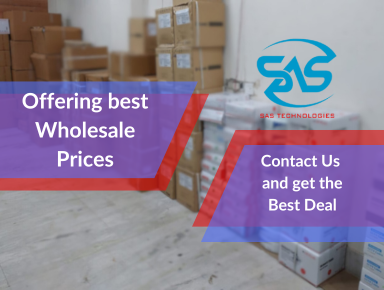 Offering best
Wholesale
Prices
SAS
SAS TECHNOLOGIES
Contact Us
and get the
Best Deal